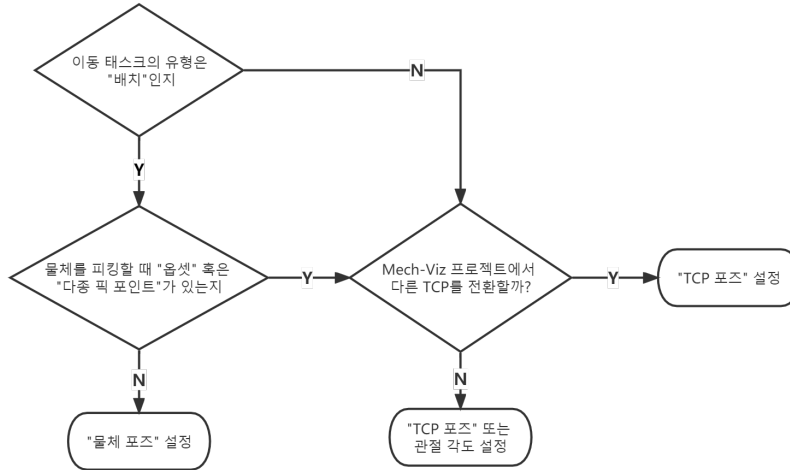 이동 태스크의 유형은
"배치"인지
N
Y
물체를 피킹할 때 "옵셋" 혹은
"다종 픽 포인트"가 있는지
Y
Mech-Viz 프로젝트에서
다른 TCP를 전환할까?
Y
"TCP 포즈" 설정
N
N
"물체 포즈" 설정
"TCP 포즈" 또는
관절 각도 설정